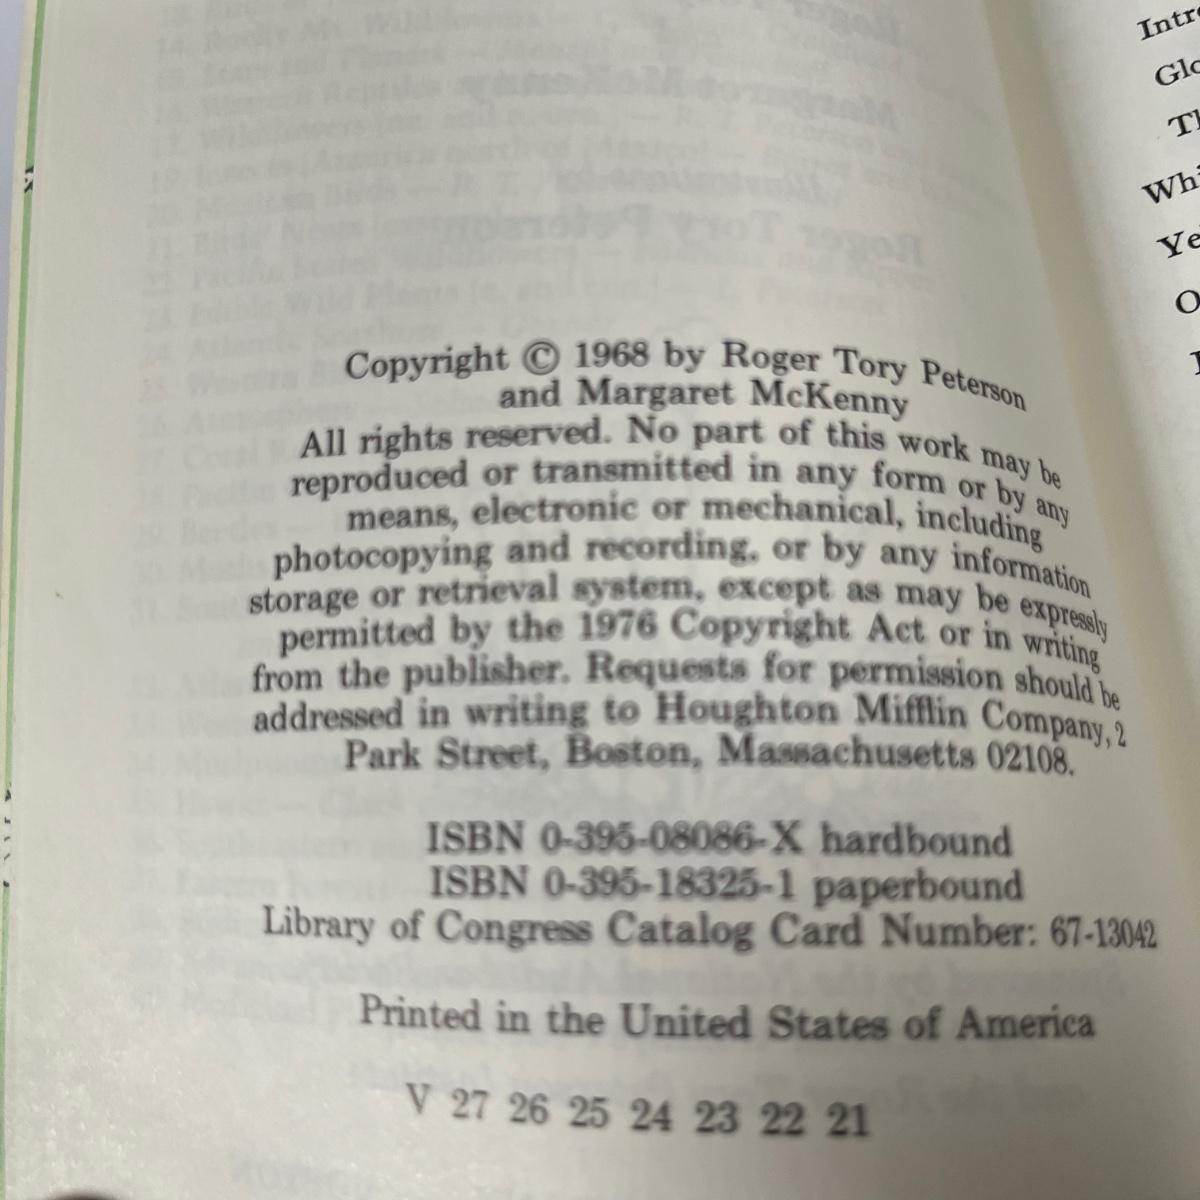 Copyright © 1968 by Roger Tory Peterson
and Margaret McKenny
All rights reserved. No part of this work may be
reproduced or transmitted in any form or by any
means, electronic or mechanical, including
photocopying and recording, or by any information
storage or retrieval system, except as may be expressly
permitted by the 1976 Copyright Act or in writing
from the publisher. Requests for permission should be
addressed in writing to Houghton Mifflin Company, 2
Park Street, Boston, Massachusetts 02108.
ISBN 0-395-08086-X hardbound
ISBN 0-395-18325-1 paperbound
Library of Congress Catalog Card Number: 67-13042
Printed in the United States of America
V 27 26 25 24 23 22 21